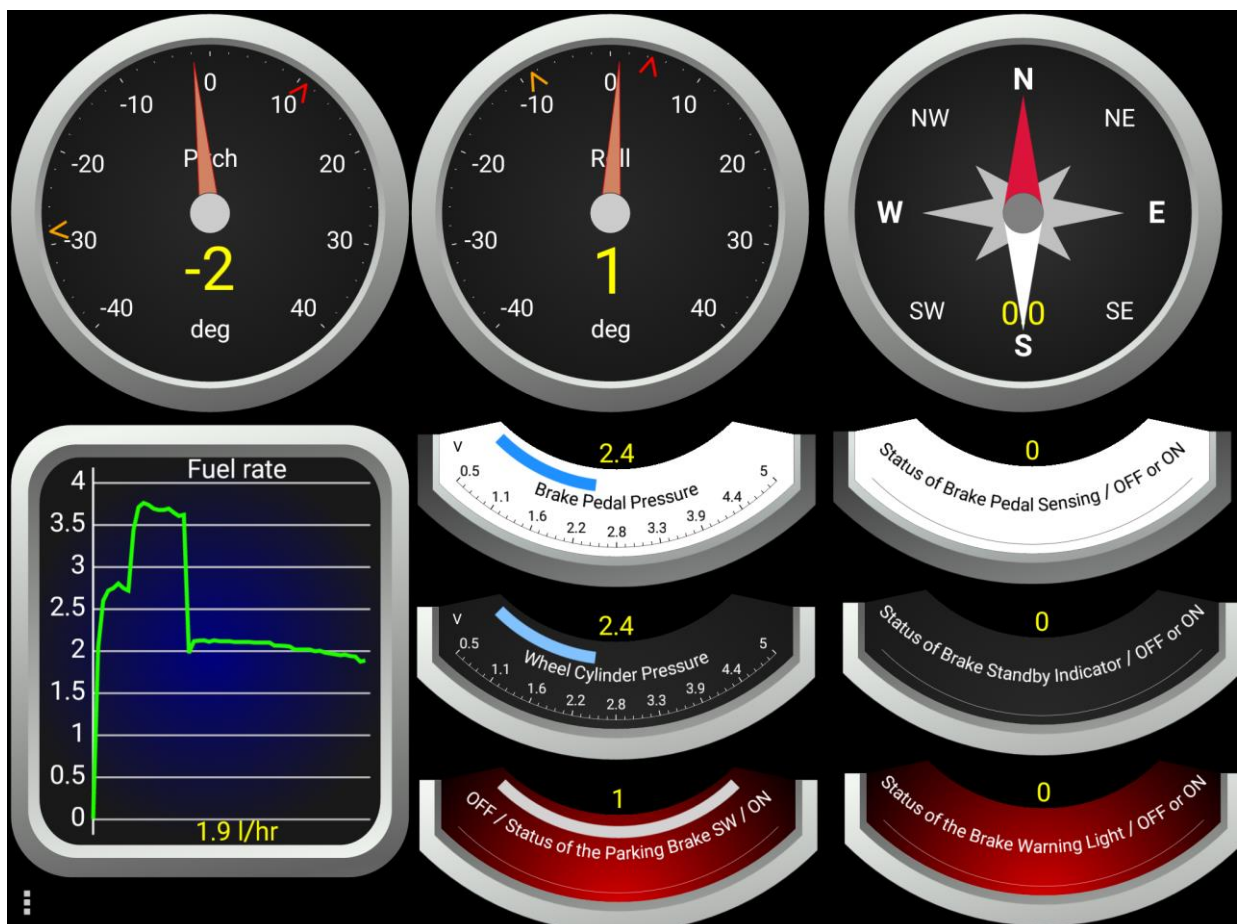 0
-10
10
-20
Pitch
20
-30
30
-2
-40
40
deg
0
-10
10
-20
Roll
20
-30
30
1
-40
40
deg
N
NW
NE
W
E
SW
SE
0.0
S
Fuel rate
4
3.5
3
2.5
2
1.5
1
0.5
0
1.9 l/hr
2.4
V
0.5 1.1 1.6 2.2 2.8 3.3 3.9 4.4 5
Brake Pedal Pressure
0
Status of Brake Pedal Sensing / OFF or ON
2.4
V
0.5 1.1 1.6 2.2 2.8 3.3 3.9 4.4 5
Wheel Cylinder Pressure
0
Status of Brake Standby Indicator / OFF or ON
1
OFF / Status of the Parking Brake SW / ON
0
Status of the Brake Warning Light / OFF or ON